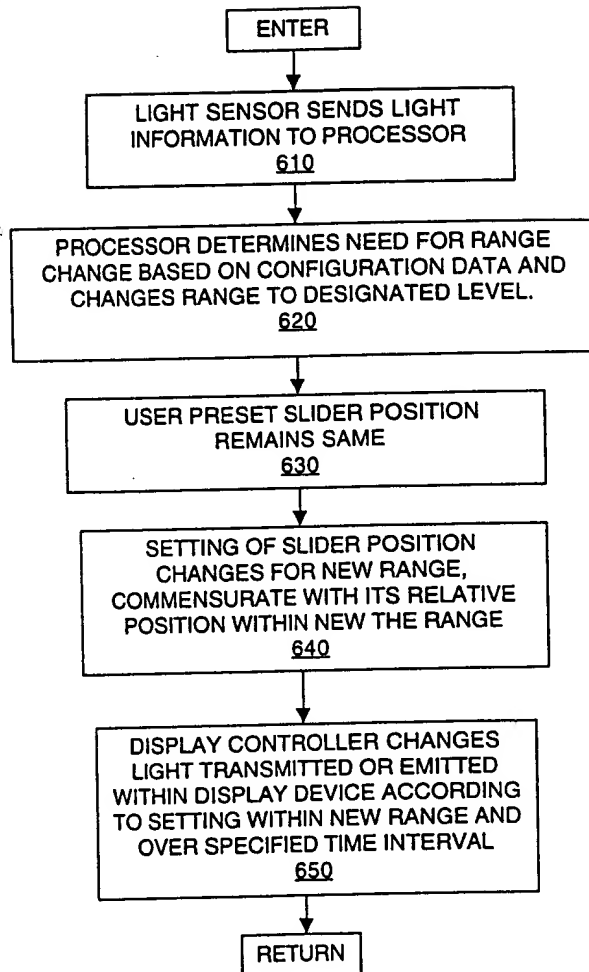 ENTER
LIGHT SENSOR SENDS LIGHT
INFORMATION TO PROCESSOR
610
PROCESSOR DETERMINES NEED FOR RANGE
CHANGE BASED ON CONFIGURATION DATA AND
CHANGES RANGE TO DESIGNATED LEVEL.
620
USER PRESET SLIDER POSITION
REMAINS SAME
630
SETTING OF SLIDER POSITION
CHANGES FOR NEW RANGE,
COMMENSURATE WITH ITS RELATIVE
POSITION WITHIN NEW THE RANGE
640
DISPLAY CONTROLLER CHANGES
LIGHT TRANSMITTED OR EMITTED
WITHIN DISPLAY DEVICE ACCORDING
TO SETTING WITHIN NEW RANGE AND
OVER SPECIFIED TIME INTERVAL
650
RETURN